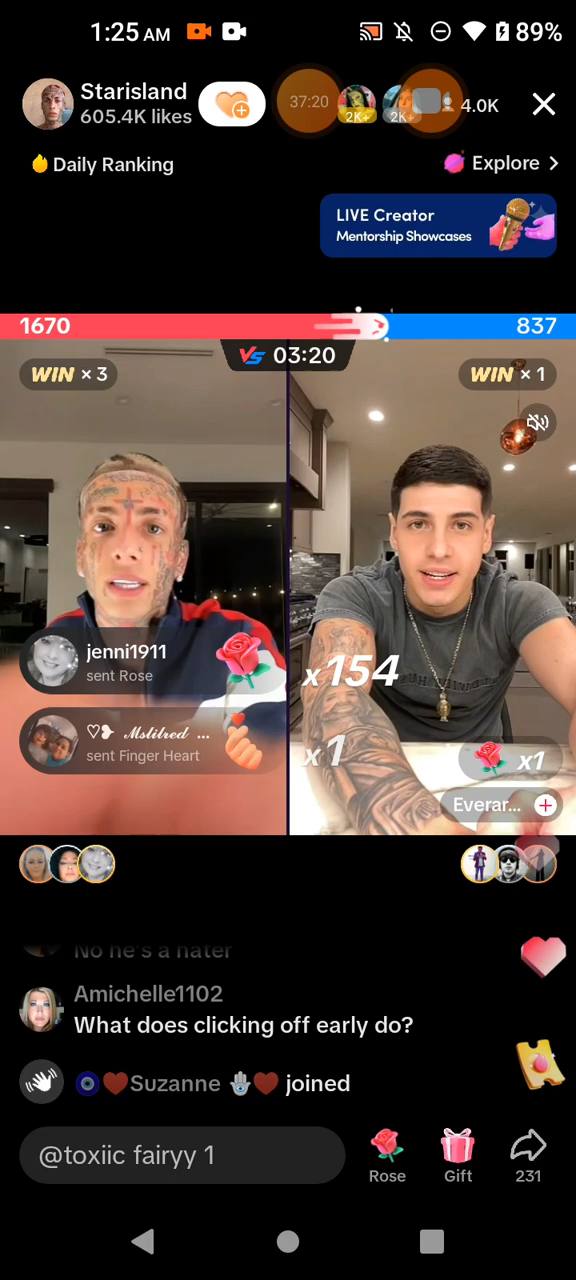 1:25 AM
89%
Starisland
605.4K likes
37:20
2K+
2K+
4.0K
Daily Ranking
Explore >
LIVE Creator
Mentorship Showcases
1670
837
VS 03:20
WIN × 3
WIN × 1
jenni1911
sent Rose
x154
♡❥ 𝓜𝓼𝓵𝓲𝓵𝓻𝓮𝓭 ...
sent Finger Heart
x1
x1
Everar...
No he's a hater
Amichelle1102
What does clicking off early do?
🧿❤️Suzanne 🪬❤️ joined
@toxiic fairyy 1
Rose
Gift
231